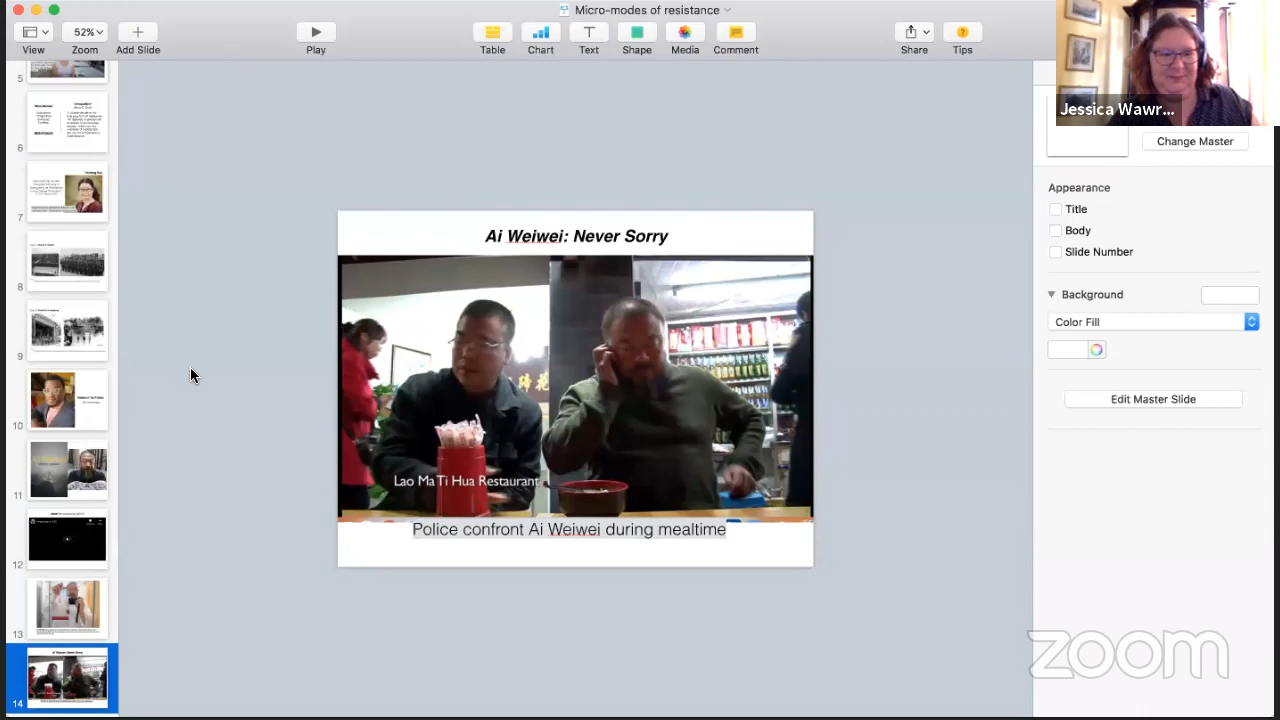 Micro-modes of resistance
52%
View
Zoom
Add Slide
Play
Table
Chart
Text
Shape
Media
Comment
Share
Tips
Jessica Wawr...
Change Master
Appearance
Title
Body
Slide Number
Background
Color Fill
Edit Master Slide
5
6
7
8
9
10
11
12
13
14
Ai Weiwei: Never Sorry
Lao Ma Ti Hua Restaurant
Police confront Ai Weiwei during mealtime
zoom